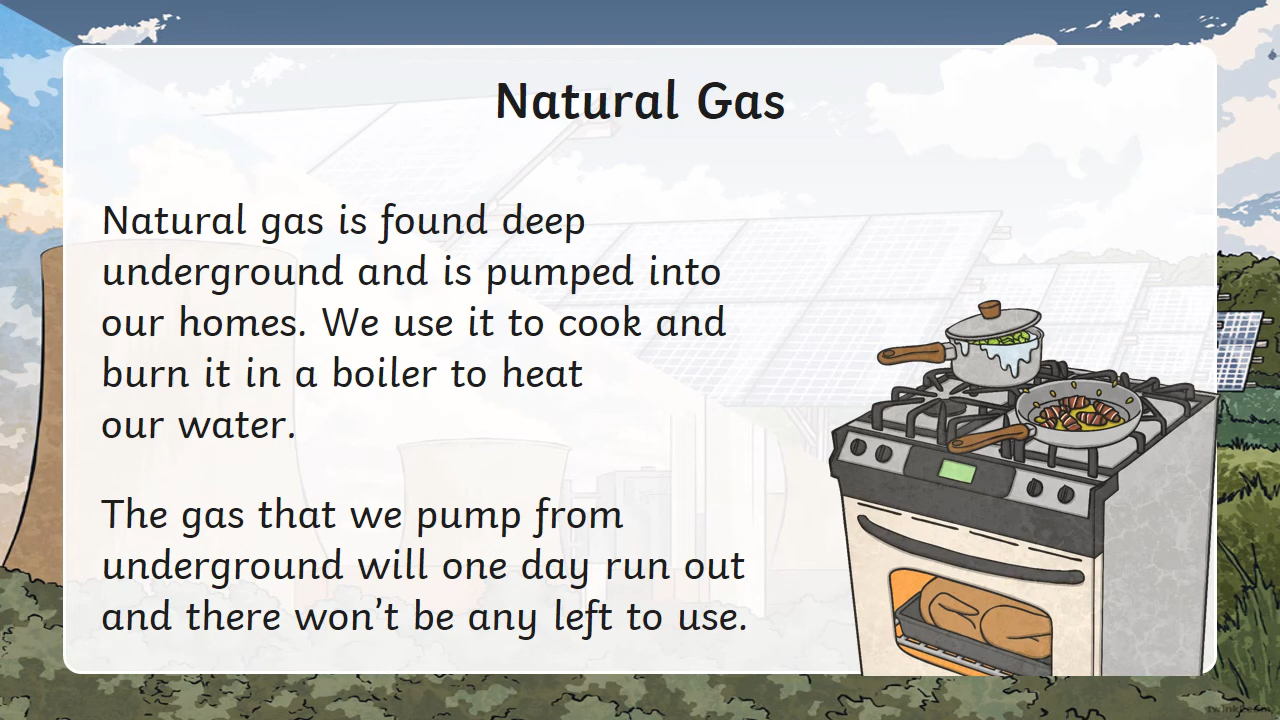 Natural Gas
Natural gas is found deep
underground and is pumped into
our homes. We use it to cook and
burn it in a boiler to heat
our water.
The gas that we pump from
underground will one day run out
and there won’t be any left to use.